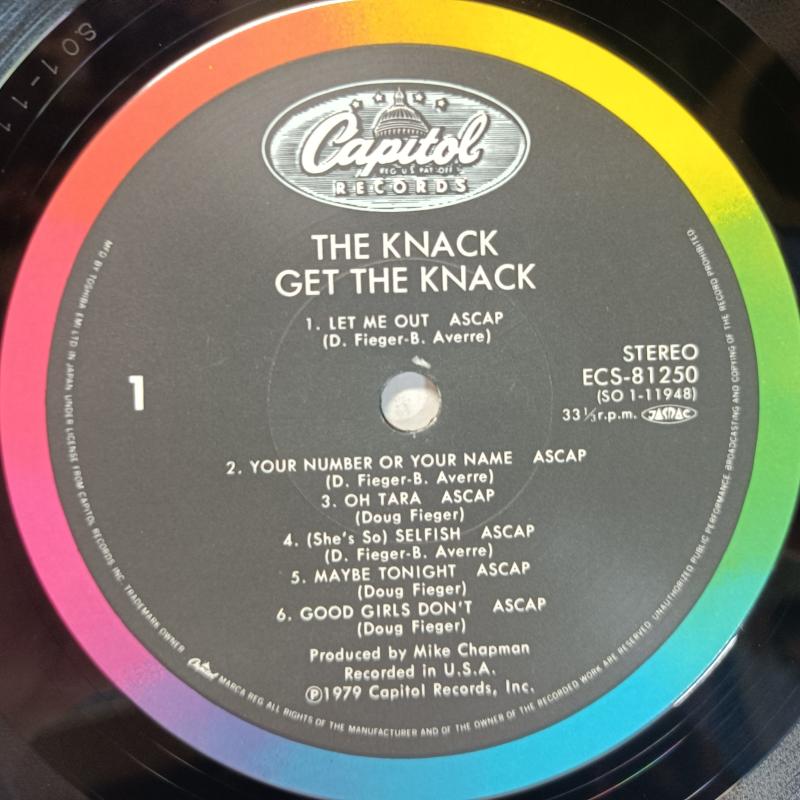 S01-11
Capitol
REG. U.S. PAT. OFF.
RECORDS
THE KNACK
GET THE KNACK
1. LET ME OUT ASCAP
(D. Fieger-B. Averre)
1
STEREO
ECS-81250
(SO 1-11948)
33⅓r.p.m. JASRAC
2. YOUR NUMBER OR YOUR NAME ASCAP
(D. Fieger-B. Averre)
3. OH TARA ASCAP
(Doug Fieger)
4. (She's So) SELFISH ASCAP
(D. Fieger-B. Averre)
5. MAYBE TONIGHT ASCAP
(Doug Fieger)
6. GOOD GIRLS DON'T ASCAP
(Doug Fieger)
Produced by Mike Chapman
Recorded in U.S.A.
℗1979 Capitol Records, Inc.
MFD BY TOSHIBA EMI LTD IN JAPAN UNDER LICENSE FROM CAPITOL RECORDS INC. TRADEMARK OWNER Capitol MARCA REG ALL RIGHTS OF THE MANUFACTURER AND OF THE OWNER OF THE RECORDED WORK ARE RESERVED. UNAUTHORIZED PUBLIC PERFORMANCE BROADCASTING AND COPYING OF THE RECORD PROHIBITED.